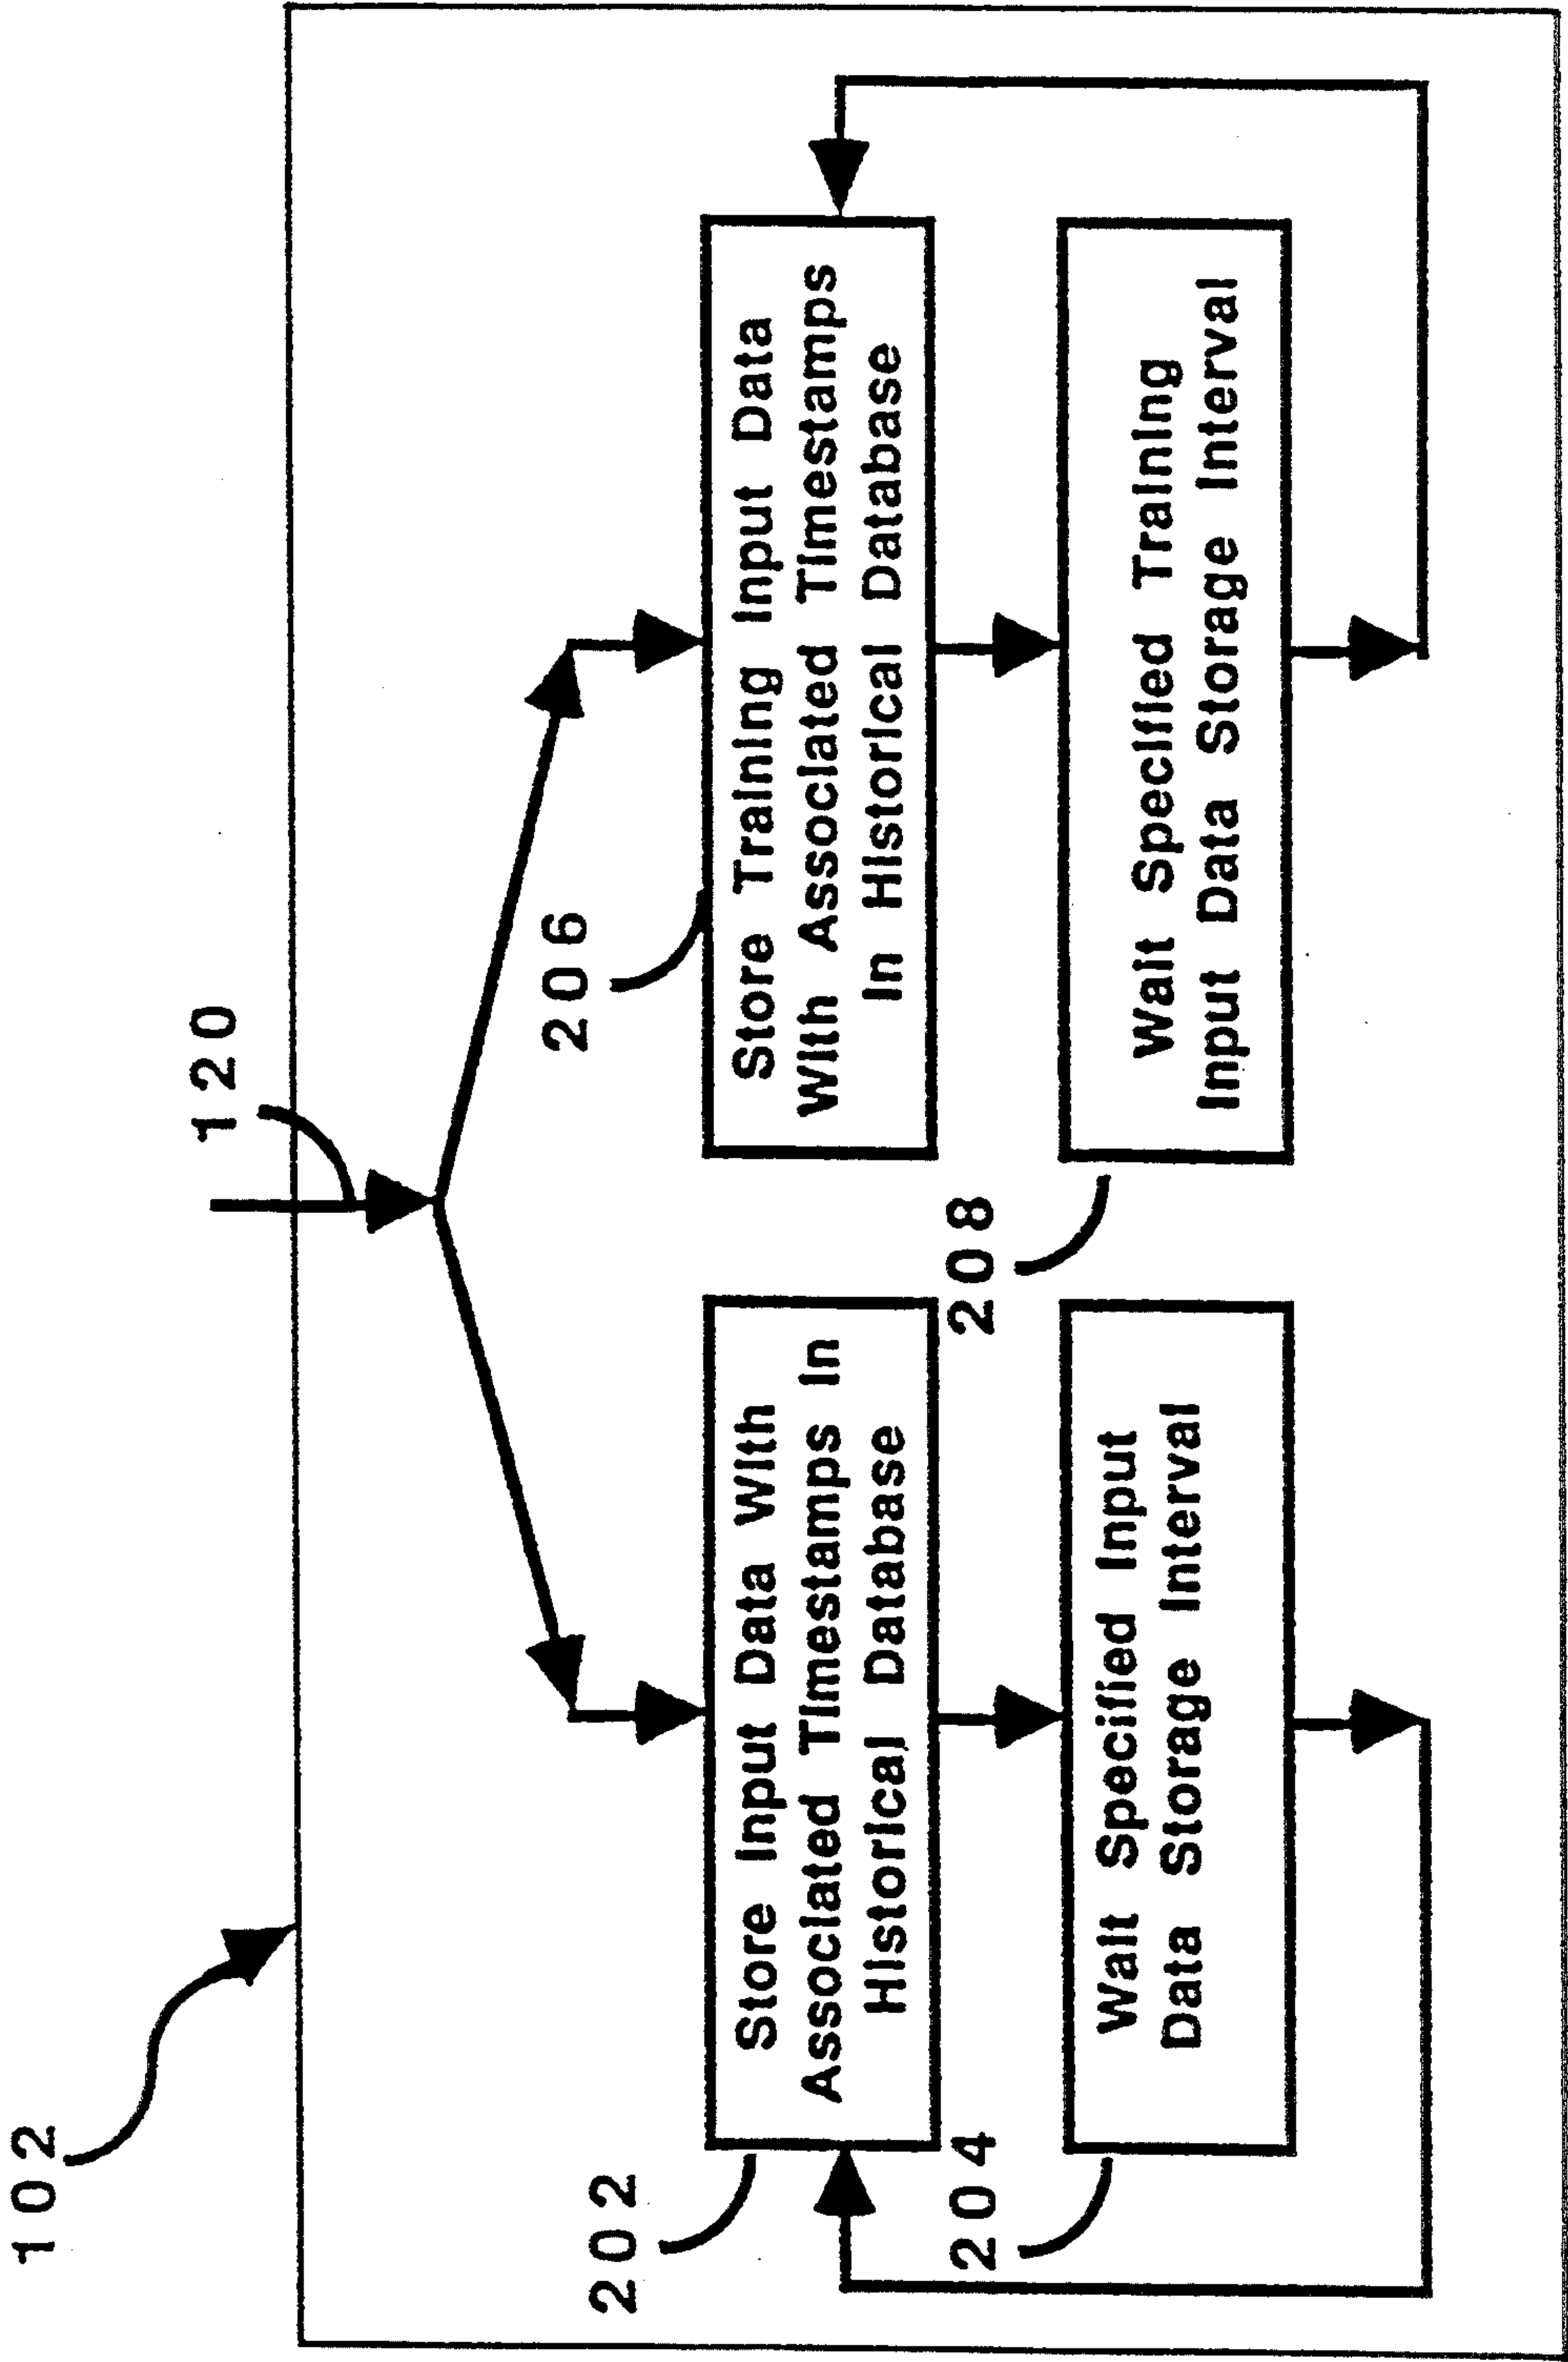 102
120
202
Store Input Data With
Associated Timestamps In
Historical Database
206
Store Training Input Data
With Associated Timestamps
In Historical Database
204
Wait Specified Input
Data Storage Interval
208
Wait Specified Training
Input Data Storage Interval